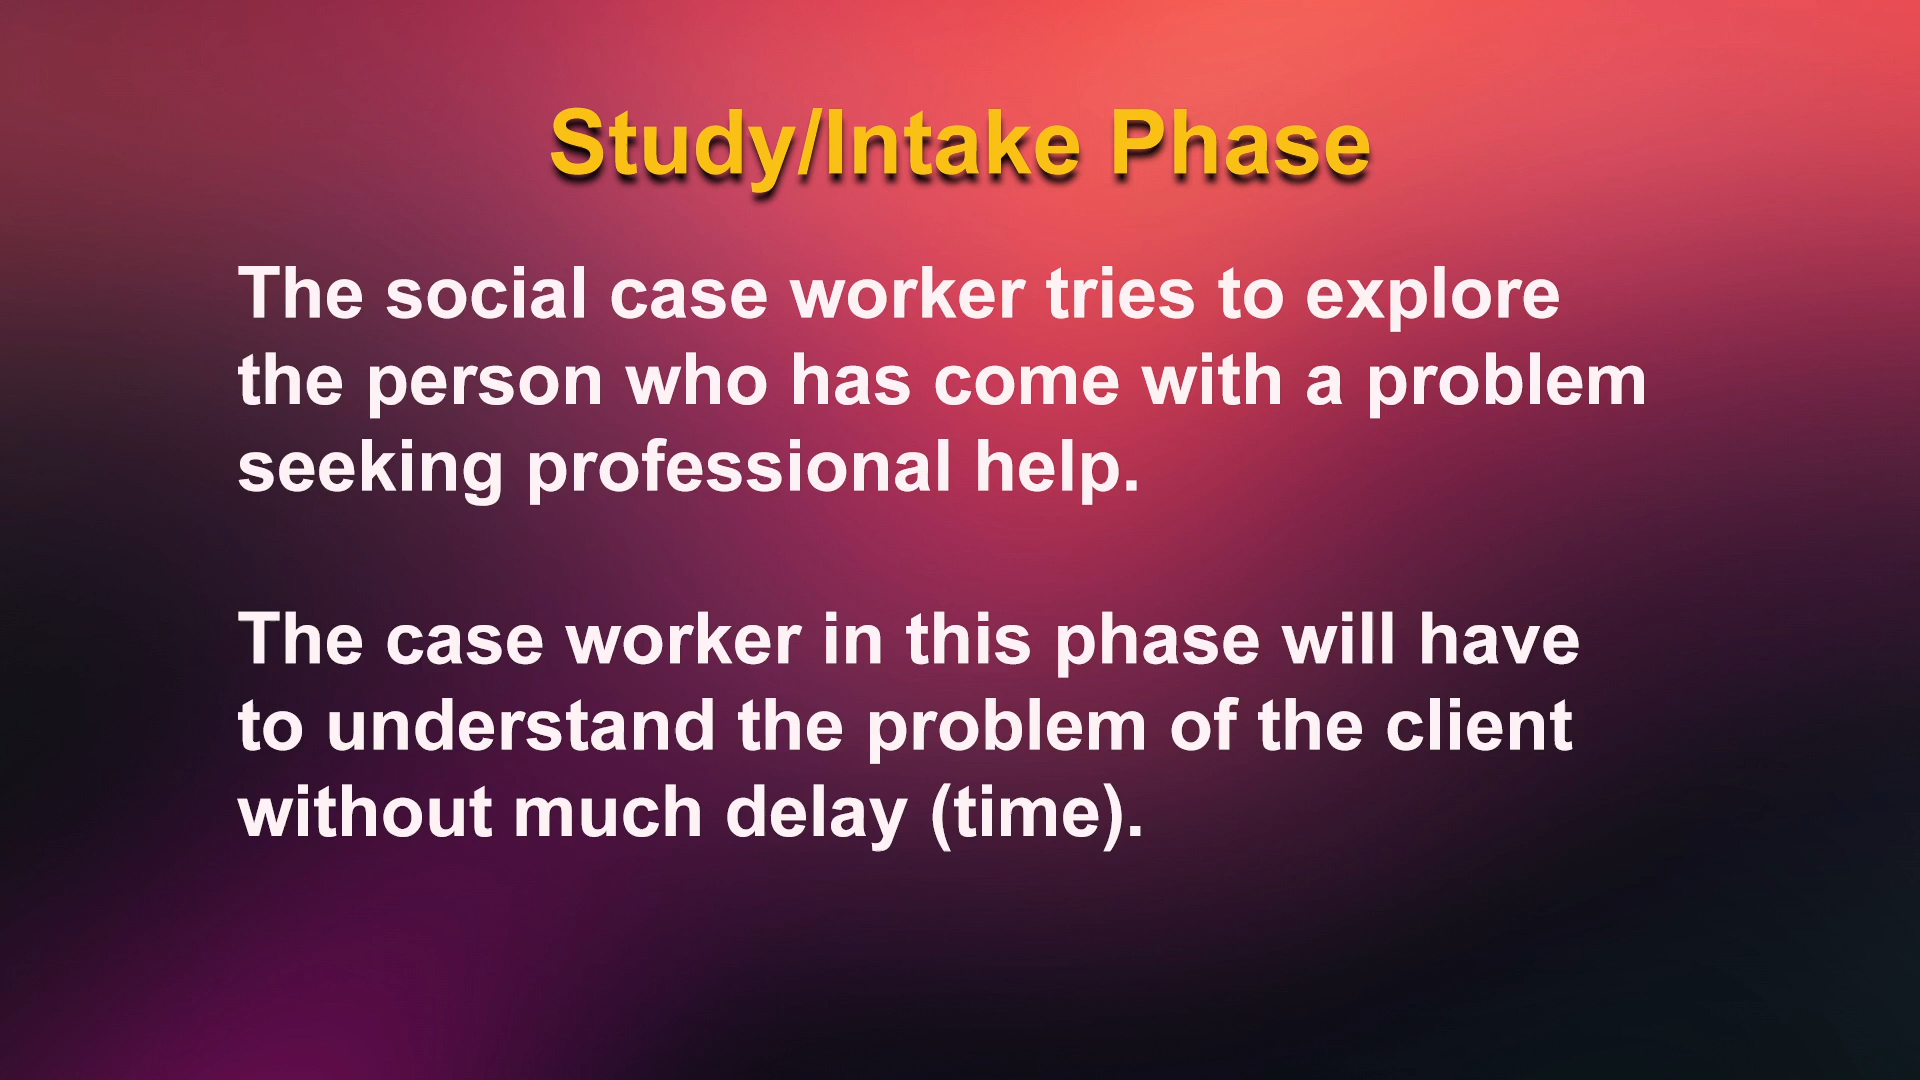 Study/Intake Phase
The social case worker tries to explore
the person who has come with a problem
seeking professional help.
The case worker in this phase will have
to understand the problem of the client
without much delay (time).